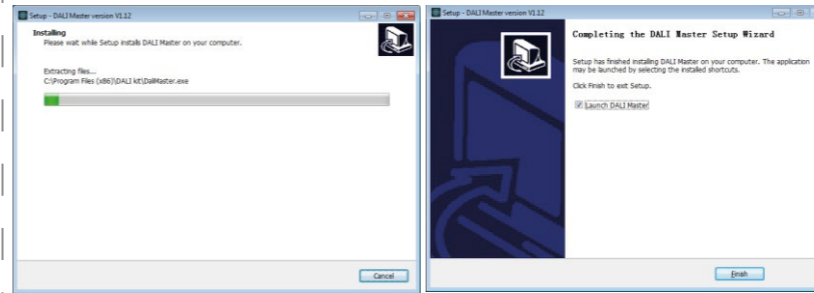 Setup - DALI Master version V1.12
Installing
Please wait while Setup installs DALI Master on your computer.
Extracting files...
C:\Program Files (x86)\DALI kit\DaliMaster.exe
Cancel
Setup - DALI Master version V1.12
Completing the DALI Master Setup Wizard
Setup has finished installing DALI Master on your computer. The application
may be launched by selecting the installed shortcuts.
Click Finish to exit Setup.
Launch DALI Master
Finish